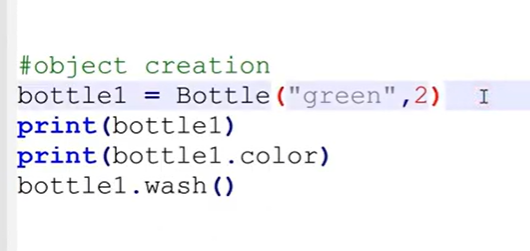 #object creation
bottle1 = Bottle("green",2)
print(bottle1)
print(bottle1.color)
bottle1.wash()